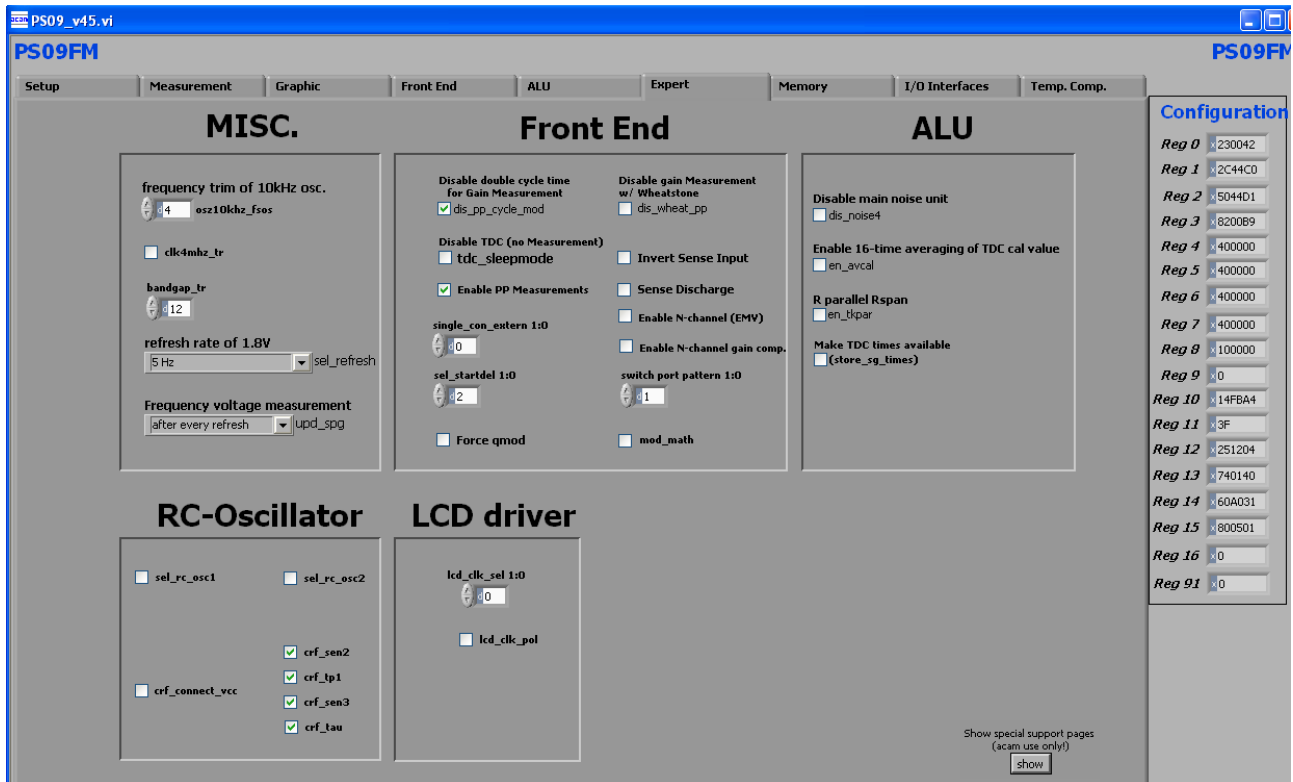 acam PS09_v45.vi
PS09FM PS09FM
Setup Measurement Graphic Front End ALU Expert Memory I/O Interfaces Temp. Comp.
MISC.
frequency trim of 10kHz osc.
d 4 osz10khz_fsos
clk4mhz_tr
bandgap_tr
d 12
refresh rate of 1.8V
5 Hz sel_refresh
Frequency voltage measurement
after every refresh upd_spg
Front End
Disable double cycle time
for Gain Measurement
dis_pp_cycle_mod
Disable gain Measurement
w/ Wheatstone
dis_wheat_pp
Disable TDC (no Measurement)
tdc_sleepmode
Invert Sense Input
Enable PP Measurements
Sense Discharge
single_con_extern 1:0
d 0
Enable N-channel (EMV)
Enable N-channel gain comp.
sel_startdel 1:0
d 2
switch port pattern 1:0
d 1
Force qmod
mod_math
ALU
Disable main noise unit
dis_noise4
Enable 16-time averaging of TDC cal value
en_avcal
R parallel Rspan
en_tkpar
Make TDC times available
(store_sg_times)
RC-Oscillator
sel_rc_osc1 sel_rc_osc2
crf_sen2
crf_tp1
crf_connect_vcc
crf_sen3
crf_tau
LCD driver
lcd_clk_sel 1:0
d 0
lcd_clk_pol
Show special support pages
(acam use only!)
show
Configuration
Reg 0 x 230042
Reg 1 x 2C44C0
Reg 2 x 5044D1
Reg 3 x 8200B9
Reg 4 x 400000
Reg 5 x 400000
Reg 6 x 400000
Reg 7 x 400000
Reg 8 x 100000
Reg 9 x 0
Reg 10 x 14FBA4
Reg 11 x 3F
Reg 12 x 251204
Reg 13 x 740140
Reg 14 x 60A031
Reg 15 x 800501
Reg 16 x 0
Reg 91 x 0